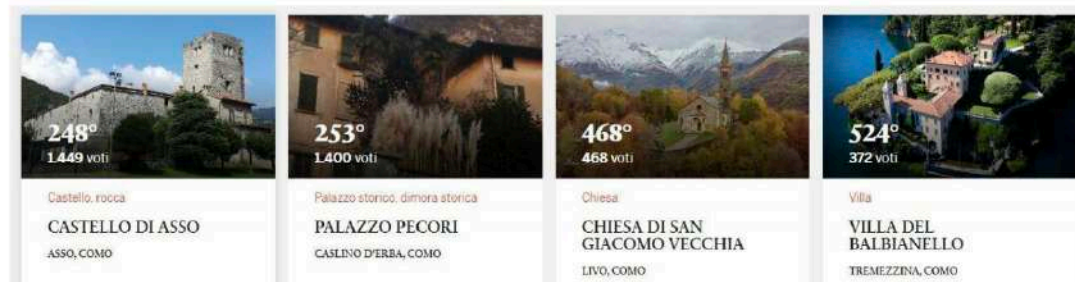 248°
1.449 voti
Castello, rocca
CASTELLO DI ASSO
ASSO, COMO
253°
1.400 voti
Palazzo storico, dimora storica
PALAZZO PECORI
CASLINO D'ERBA, COMO
468°
468 voti
Chiesa
CHIESA DI SAN
GIACOMO VECCHIA
LIVO, COMO
524°
372 voti
Villa
VILLA DEL
BALBIANELLO
TREMEZZINA, COMO